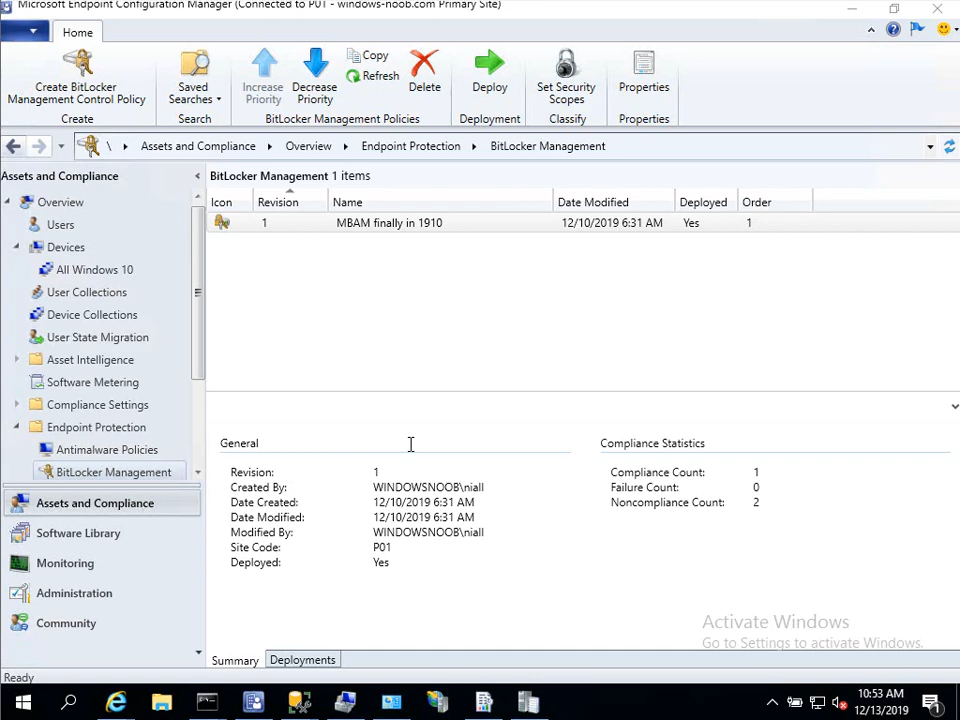 Microsoft Endpoint Configuration Manager (Connected to P01 - windows-noob.com Primary Site)
Home
Create BitLocker
Management Control Policy
Create
Saved
Searches
Search
Increase
Priority
Decrease
Priority
Copy
Refresh
Delete
BitLocker Management Policies
Deploy
Deployment
Set Security
Scopes
Classify
Properties
Properties
\ Assets and Compliance Overview Endpoint Protection BitLocker Management
Assets and Compliance
Overview
Users
Devices
All Windows 10
User Collections
Device Collections
User State Migration
Asset Intelligence
Software Metering
Compliance Settings
Endpoint Protection
Antimalware Policies
BitLocker Management
Assets and Compliance
Software Library
Monitoring
Administration
Community
BitLocker Management 1 items
Icon Revision Name Date Modified Deployed Order
1 MBAM finally in 1910 12/10/2019 6:31 AM Yes 1
General
Revision: 1
Created By: WINDOWSNOOB\niall
Date Created: 12/10/2019 6:31 AM
Date Modified: 12/10/2019 6:31 AM
Modified By: WINDOWSNOOB\niall
Site Code: P01
Deployed: Yes
Compliance Statistics
Compliance Count: 1
Failure Count: 0
Noncompliance Count: 2
Activate Windows
Go to Settings to activate Windows.
Summary Deployments
Ready
10:53 AM
12/13/2019
1